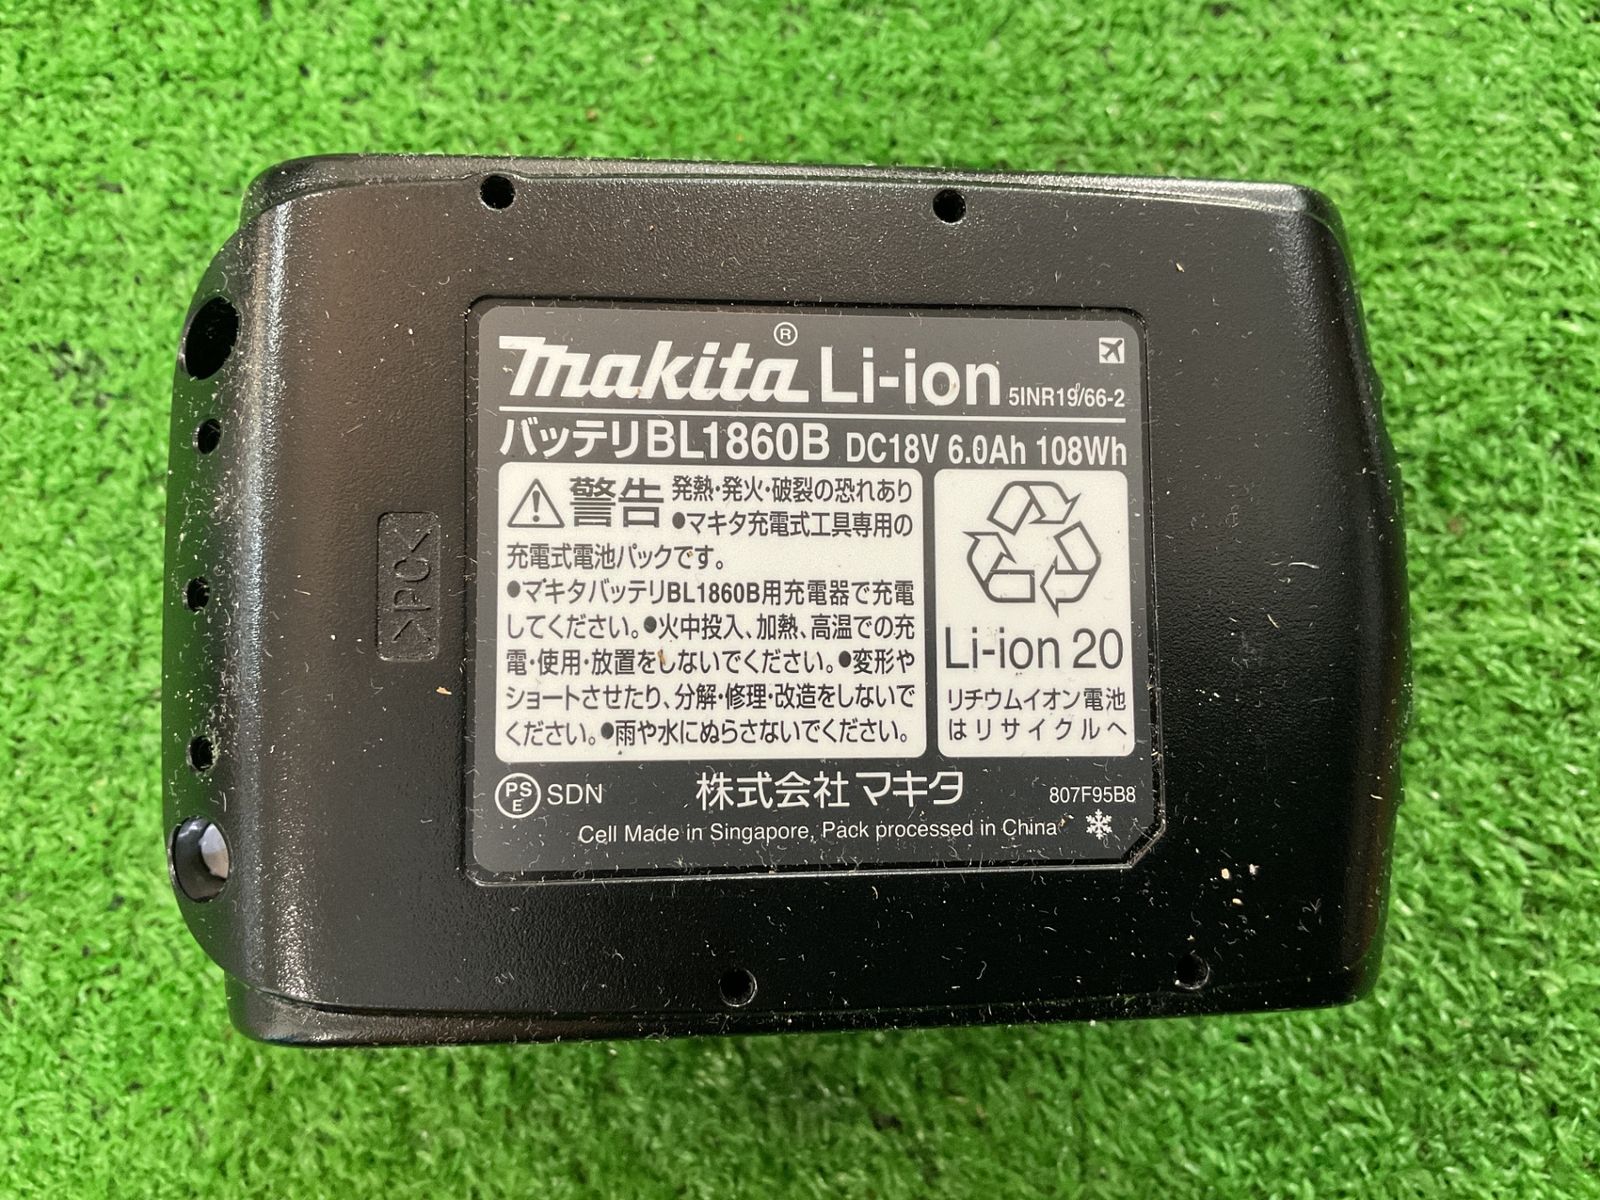 makita® Li-ion 5INR19/66-2
バッテリBL1860B DC18V 6.0Ah 108Wh
警告 発熱・発火・破裂の恐れあり
●マキタ充電式工具専用の
充電式電池パックです。
●マキタバッテリBL1860B用充電器で充電
してください。●火中投入、加熱、高温での充
電・使用・放置をしないでください。●変形や
ショートさせたり、分解・修理・改造をしないで
ください。●雨や水にぬらさないでください。
Li-ion 20
リチウムイオン電池
はリサイクルへ
PSE SDN 株式会社マキタ 807F95B8
Cell Made in Singapore, Pack processed in China
>PC<